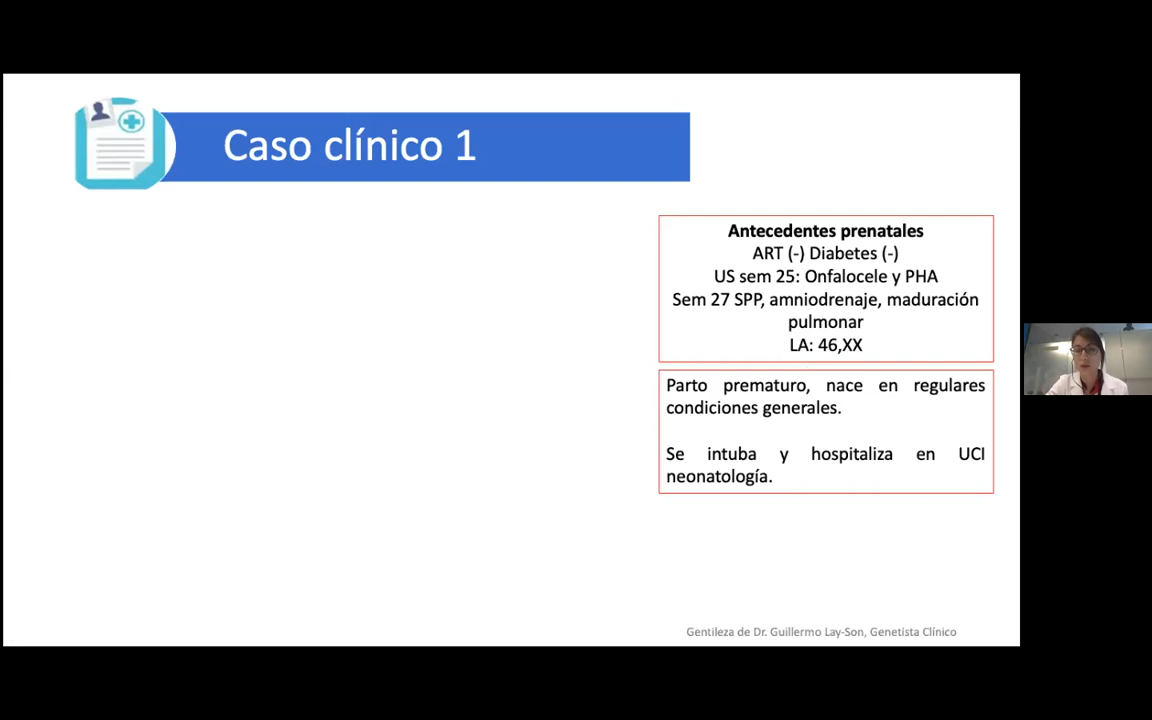 Caso clínico 1
Antecedentes prenatales
ART (-) Diabetes (-)
US sem 25: Onfalocele y PHA
Sem 27 SPP, amniodrenaje, maduración
pulmonar
LA: 46,XX
Parto prematuro, nace en regulares
condiciones generales.
Se intuba y hospitaliza en UCI
neonatología.
Gentileza de Dr. Guillermo Lay-Son, Genetista Clínico